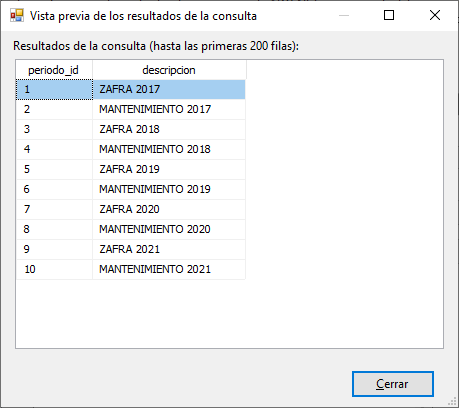 Vista previa de los resultados de la consulta
Resultados de la consulta (hasta las primeras 200 filas):
periodo_id descripcion
1 ZAFRA 2017
2 MANTENIMIENTO 2017
3 ZAFRA 2018
4 MANTENIMIENTO 2018
5 ZAFRA 2019
6 MANTENIMIENTO 2019
7 ZAFRA 2020
8 MANTENIMIENTO 2020
9 ZAFRA 2021
10 MANTENIMIENTO 2021
Cerrar